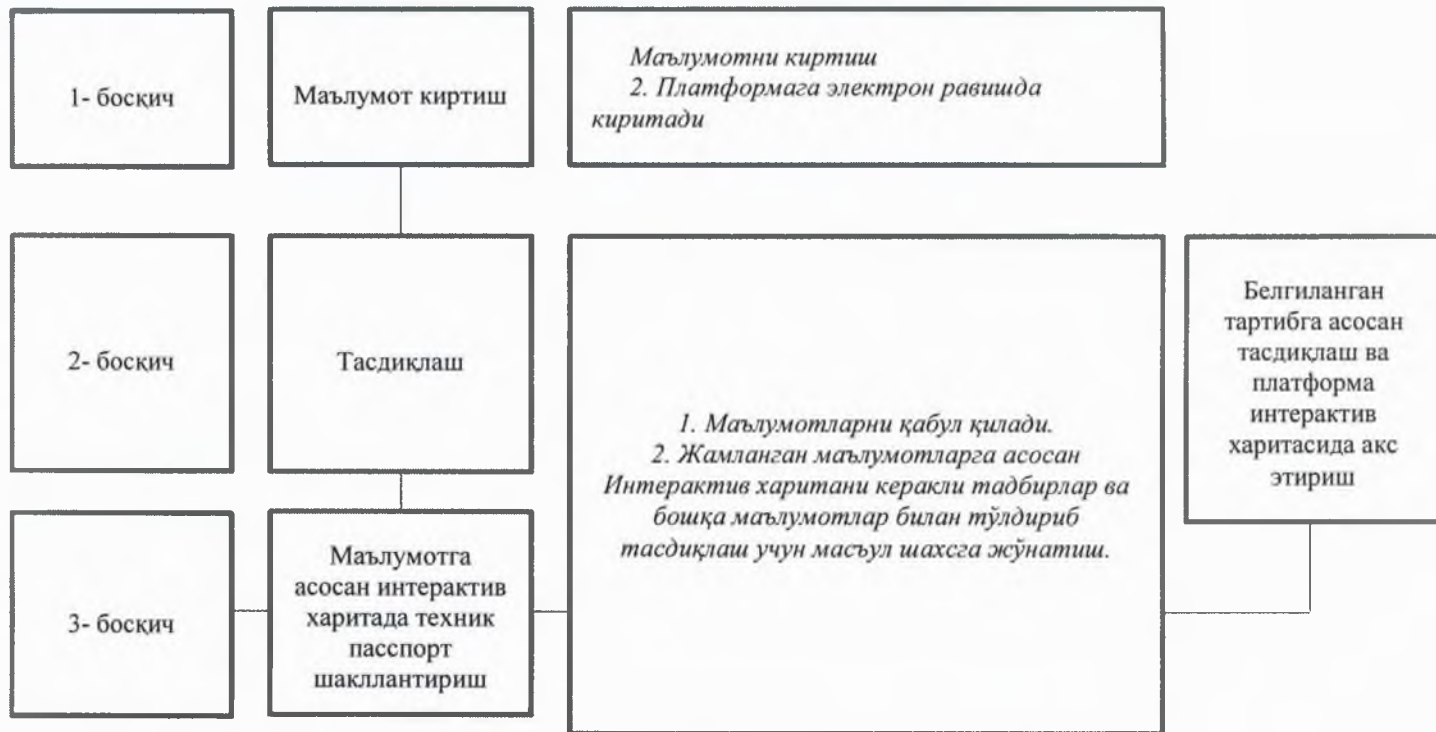 1- босқич
Маълумот киртиш
Маълумотни киртиш
2. Платформага электрон равишда
киритади
2- босқич
Тасдиқлаш
1. Маълумотларни қабул қилади.
2. Жамланган маълумотларга асосан
Интерактив харитани керакли тадбирлар ва
бошқа маълумотлар билан тўлдириб
тасдиқлаш учун масъул шахсга жўнатиш.
Белгиланган
тартибга асосан
тасдиқлаш ва
платформа
интерактив
харитасида акс
этириш
3- босқич
Маълумотга
асосан интерактив
харитада техник
пасспорт
шакллантириш